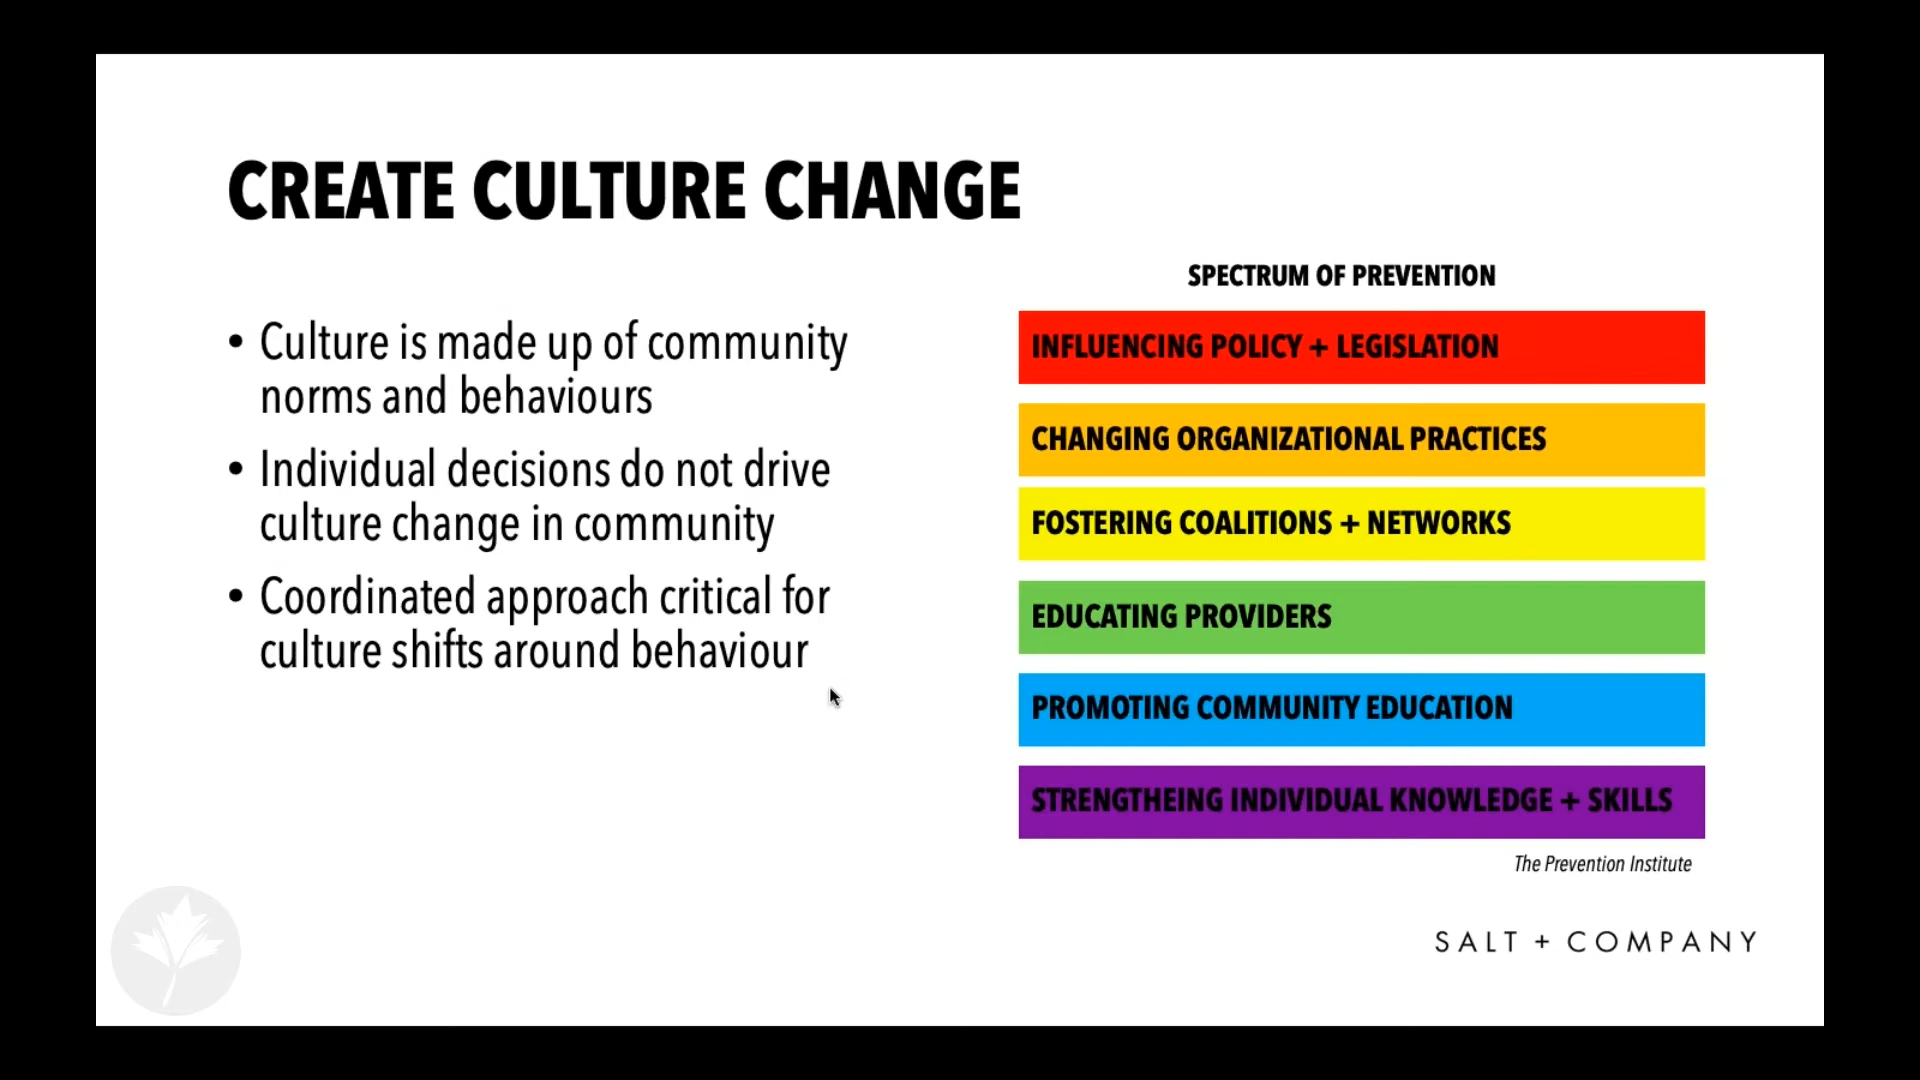 CREATE CULTURE CHANGE
• Culture is made up of community
norms and behaviours
• Individual decisions do not drive
culture change in community
• Coordinated approach critical for
culture shifts around behaviour
SPECTRUM OF PREVENTION
INFLUENCING POLICY + LEGISLATION
CHANGING ORGANIZATIONAL PRACTICES
FOSTERING COALITIONS + NETWORKS
EDUCATING PROVIDERS
PROMOTING COMMUNITY EDUCATION
STRENGTHEING INDIVIDUAL KNOWLEDGE + SKILLS
The Prevention Institute
SALT + COMPANY